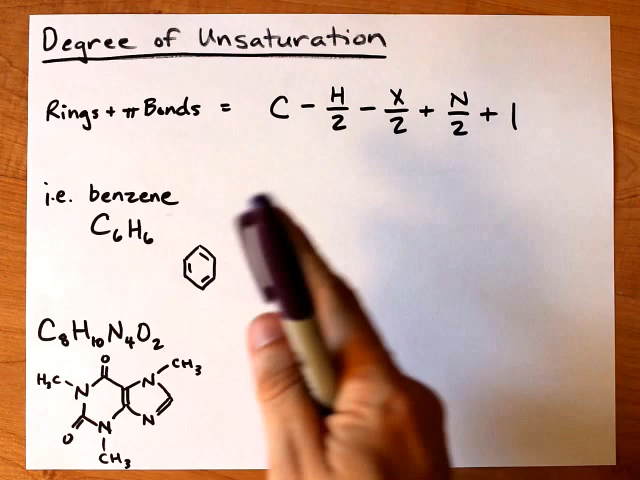 Degree of Unsaturation
Rings + π Bonds = C - H/2 - X/2 + N/2 + 1
i.e. benzene
C₆H₆
C₈H₁₀N₄O₂
O
CH₃
H₃C
N
N
O
N
N
CH₃